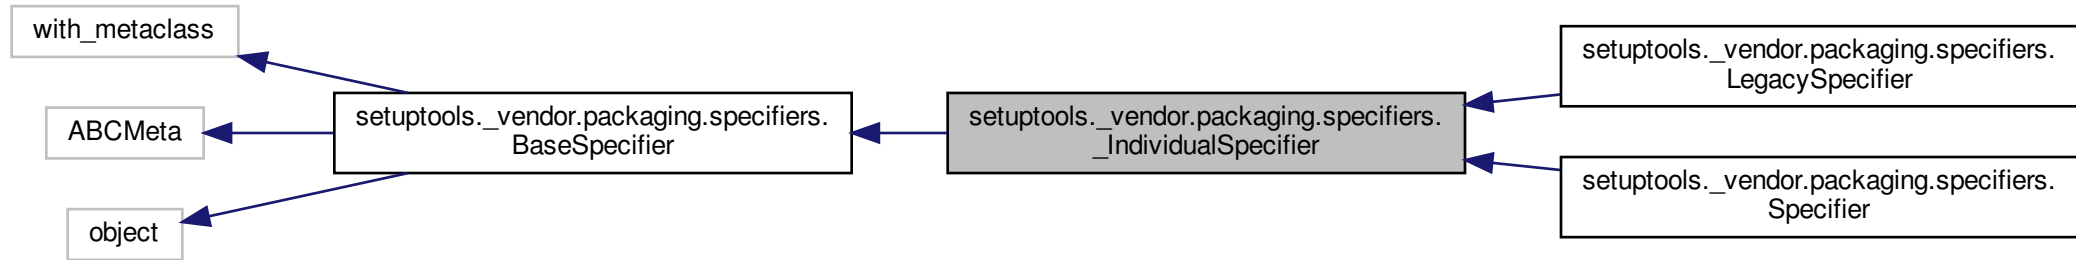 with_metaclass
ABCMeta
object
setuptools._vendor.packaging.specifiers.
BaseSpecifier
setuptools._vendor.packaging.specifiers.
_IndividualSpecifier
setuptools._vendor.packaging.specifiers.
LegacySpecifier
setuptools._vendor.packaging.specifiers.
Specifier